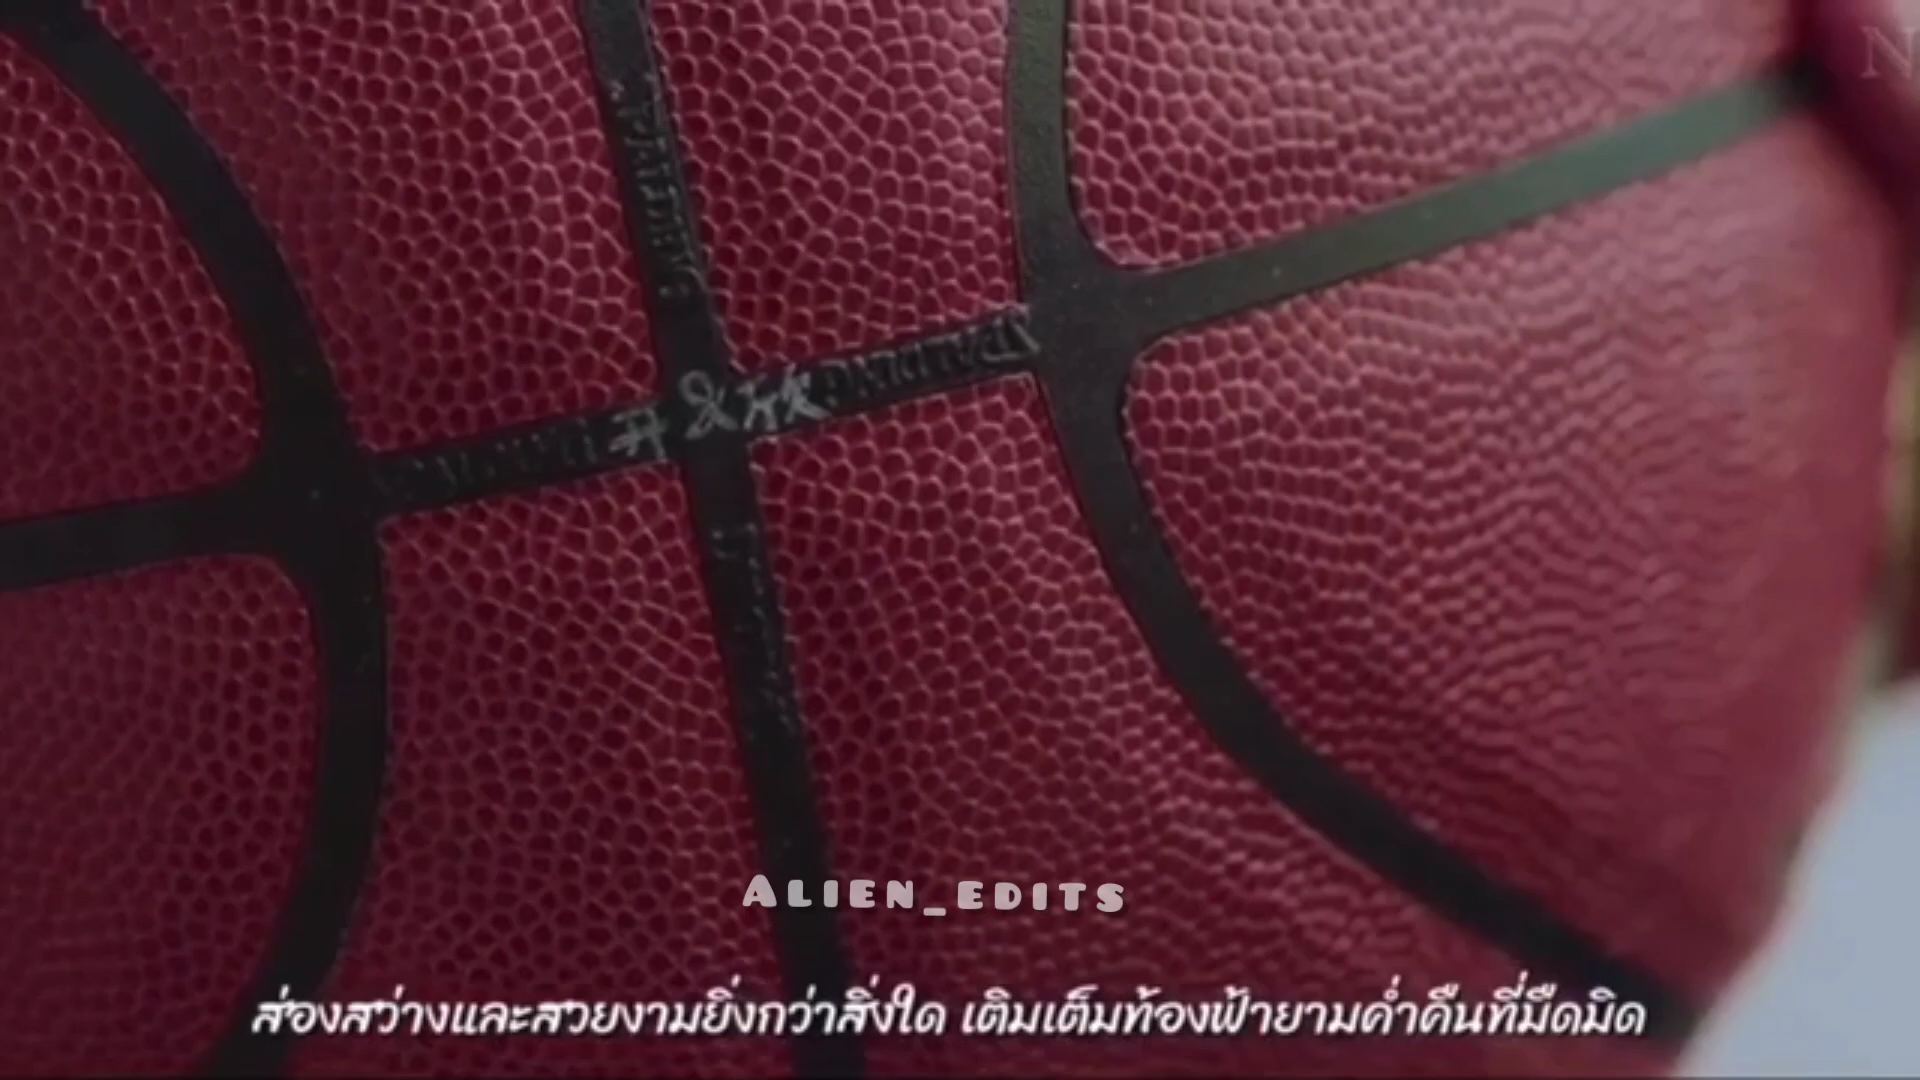 N
SPALDING
SPALDING
ALIEN_EDITS
ส่องสว่างและสวยงามยิ่งกว่าสิ่งใด เติมเต็มท้องฟ้ายามค่ำคืนที่มืดมิด